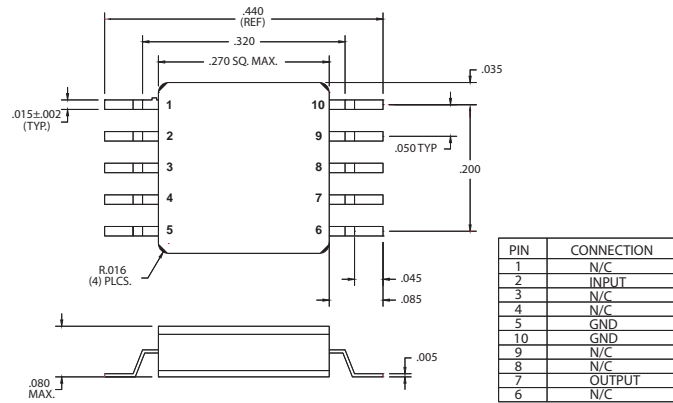 .440
(REF)
.320
.270 SQ. MAX.
.035
.015±.002
(TYP.)
1 10
2 9
3 8
4 7
5 6
.050 TYP
.200
R.016
(4) PLCS.
.045
.085
.080
MAX.
.005
PIN CONNECTION
1 N/C
2 INPUT
3 N/C
4 N/C
5 GND
10 GND
9 N/C
8 N/C
7 OUTPUT
6 N/C